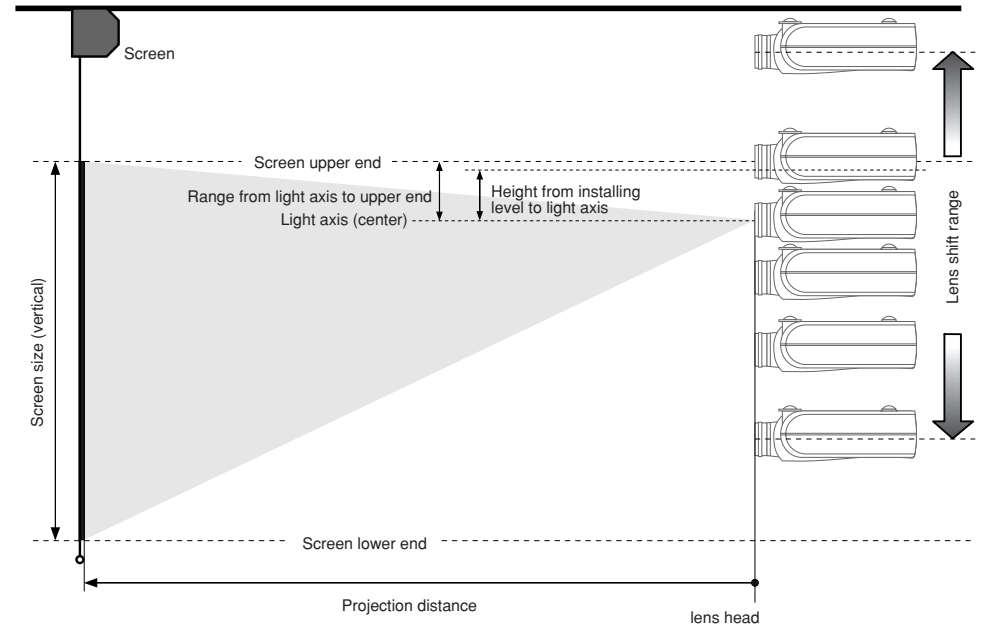 Screen
Screen upper end
Range from light axis to upper end
Height from installing
level to light axis
Light axis (center)
Lens shift range
Screen size (vertical)
Screen lower end
Projection distance
lens head